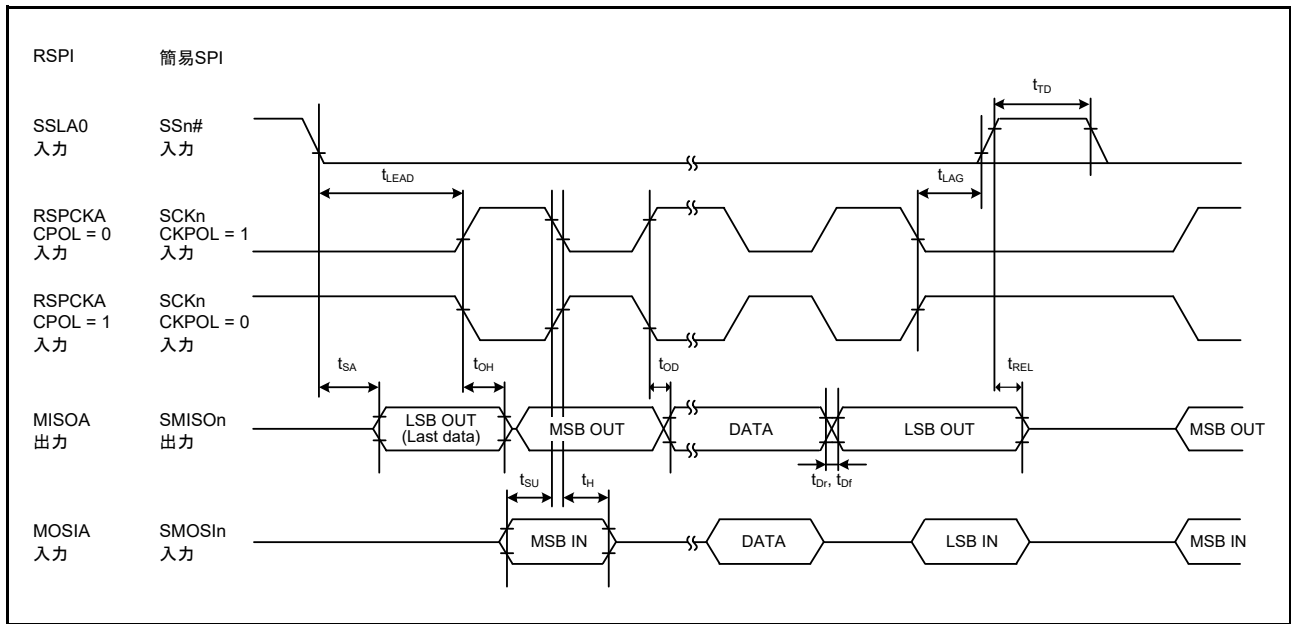 RSPI 簡易SPI
tTD
SSLA0 SSn#
入力 入力
tLEAD tLAG
RSPCKA SCKn
CPOL = 0 CKPOL = 1
入力 入力
RSPCKA SCKn
CPOL = 1 CKPOL = 0
入力 入力
tSA tOH tOD tREL
MISOA SMISOn
出力 出力
LSB OUT
(Last data)
MSB OUT DATA LSB OUT MSB OUT
tSU tH tDr, tDf
MOSIA SMOSIn
入力 入力
MSB IN DATA LSB IN MSB IN